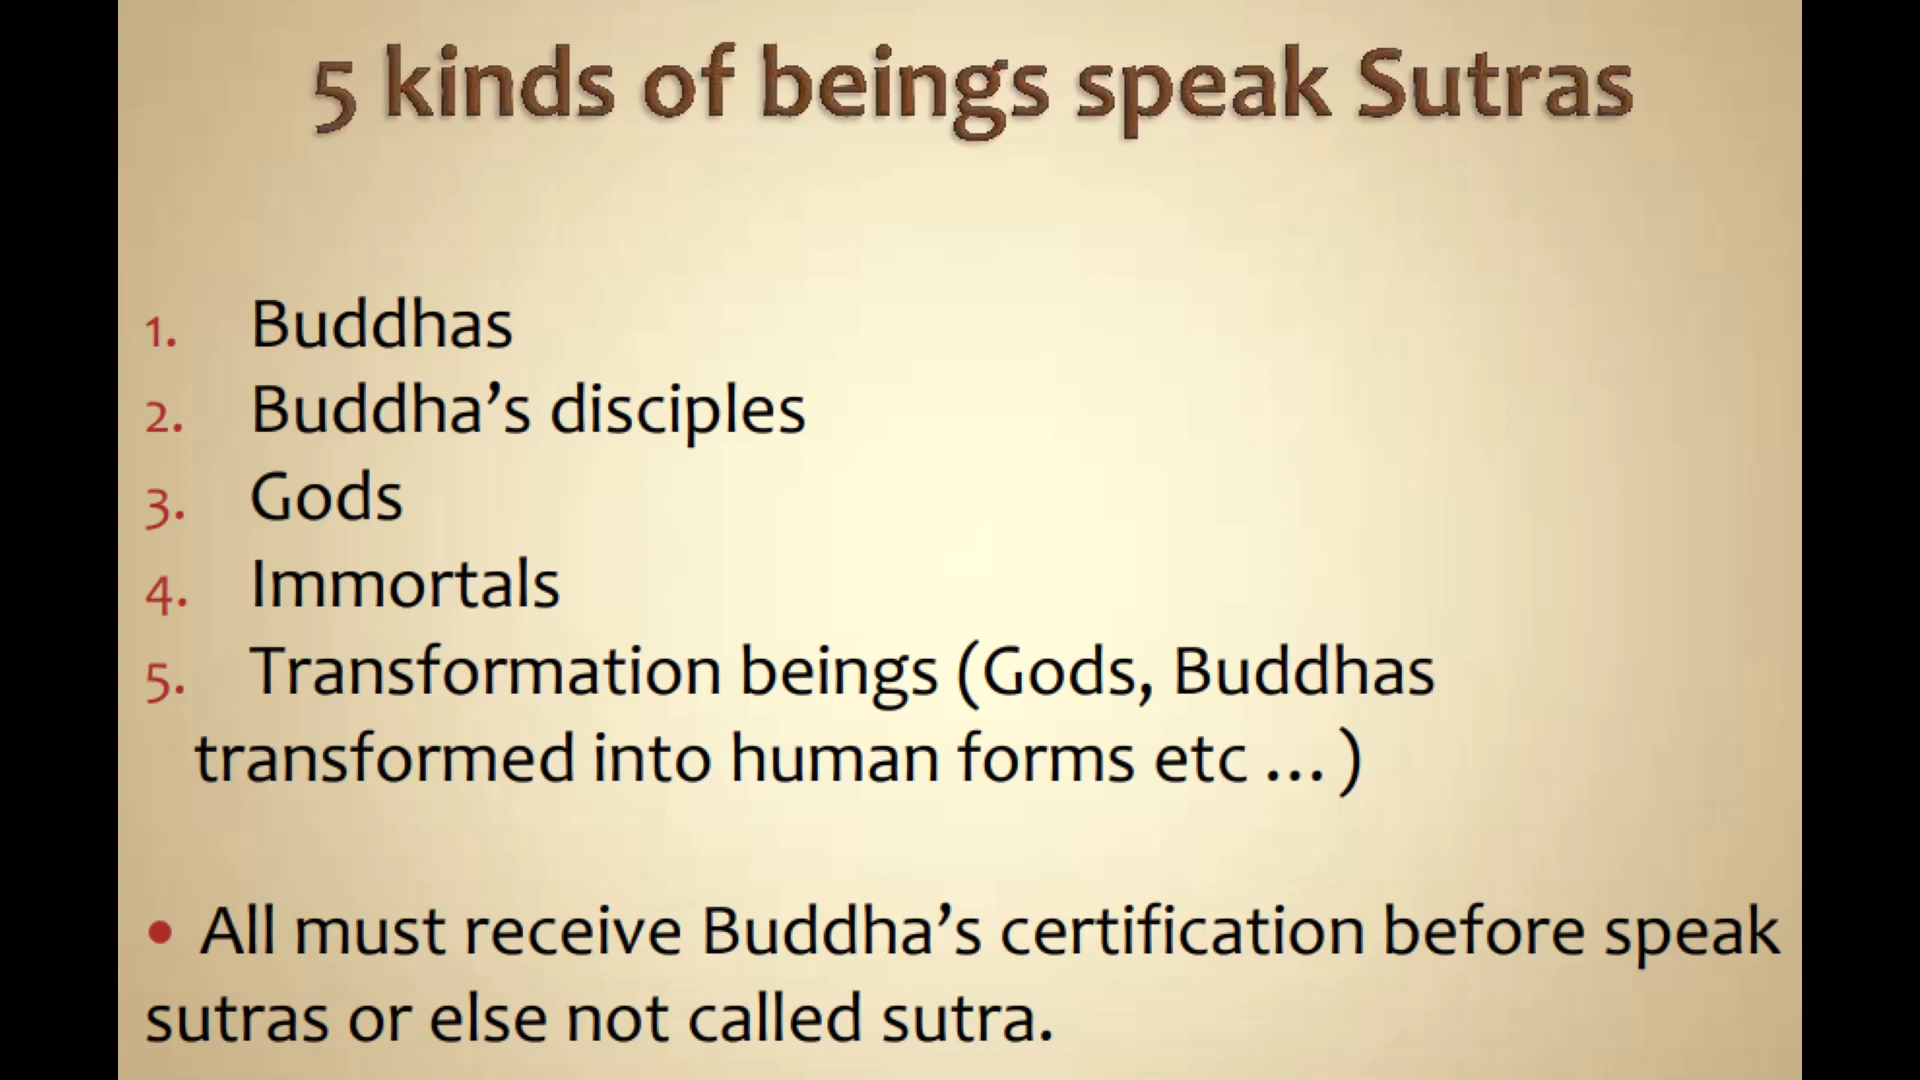 5 kinds of beings speak Sutras
1. Buddhas
2. Buddha’s disciples
3. Gods
4. Immortals
5. Transformation beings (Gods, Buddhas
transformed into human forms etc … )
• All must receive Buddha’s certification before speak
sutras or else not called sutra.